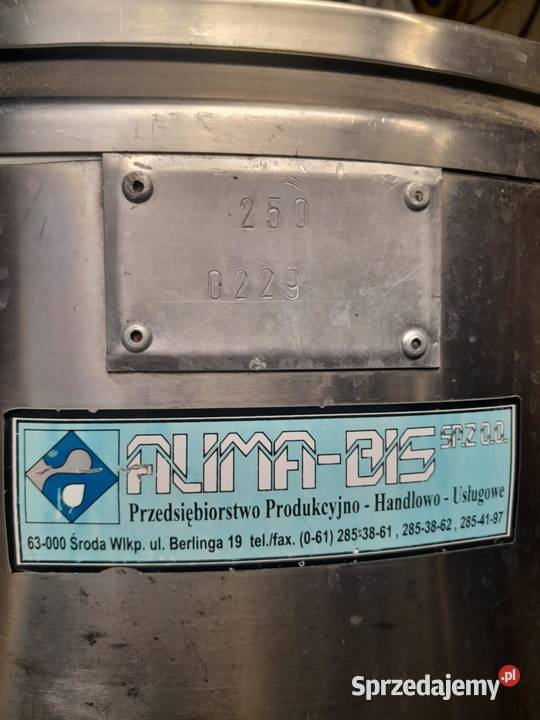 250
0229
ALIMA-BIS SP.Z O.O.
Przedsiębiorstwo Produkcyjno - Handlowo - Usługowe
63-000 Środa Wlkp. ul. Berlinga 19 tel./fax. (0-61) 285-38-61 , 285-38-62 , 285-41-97
Sprzedajemy.pl